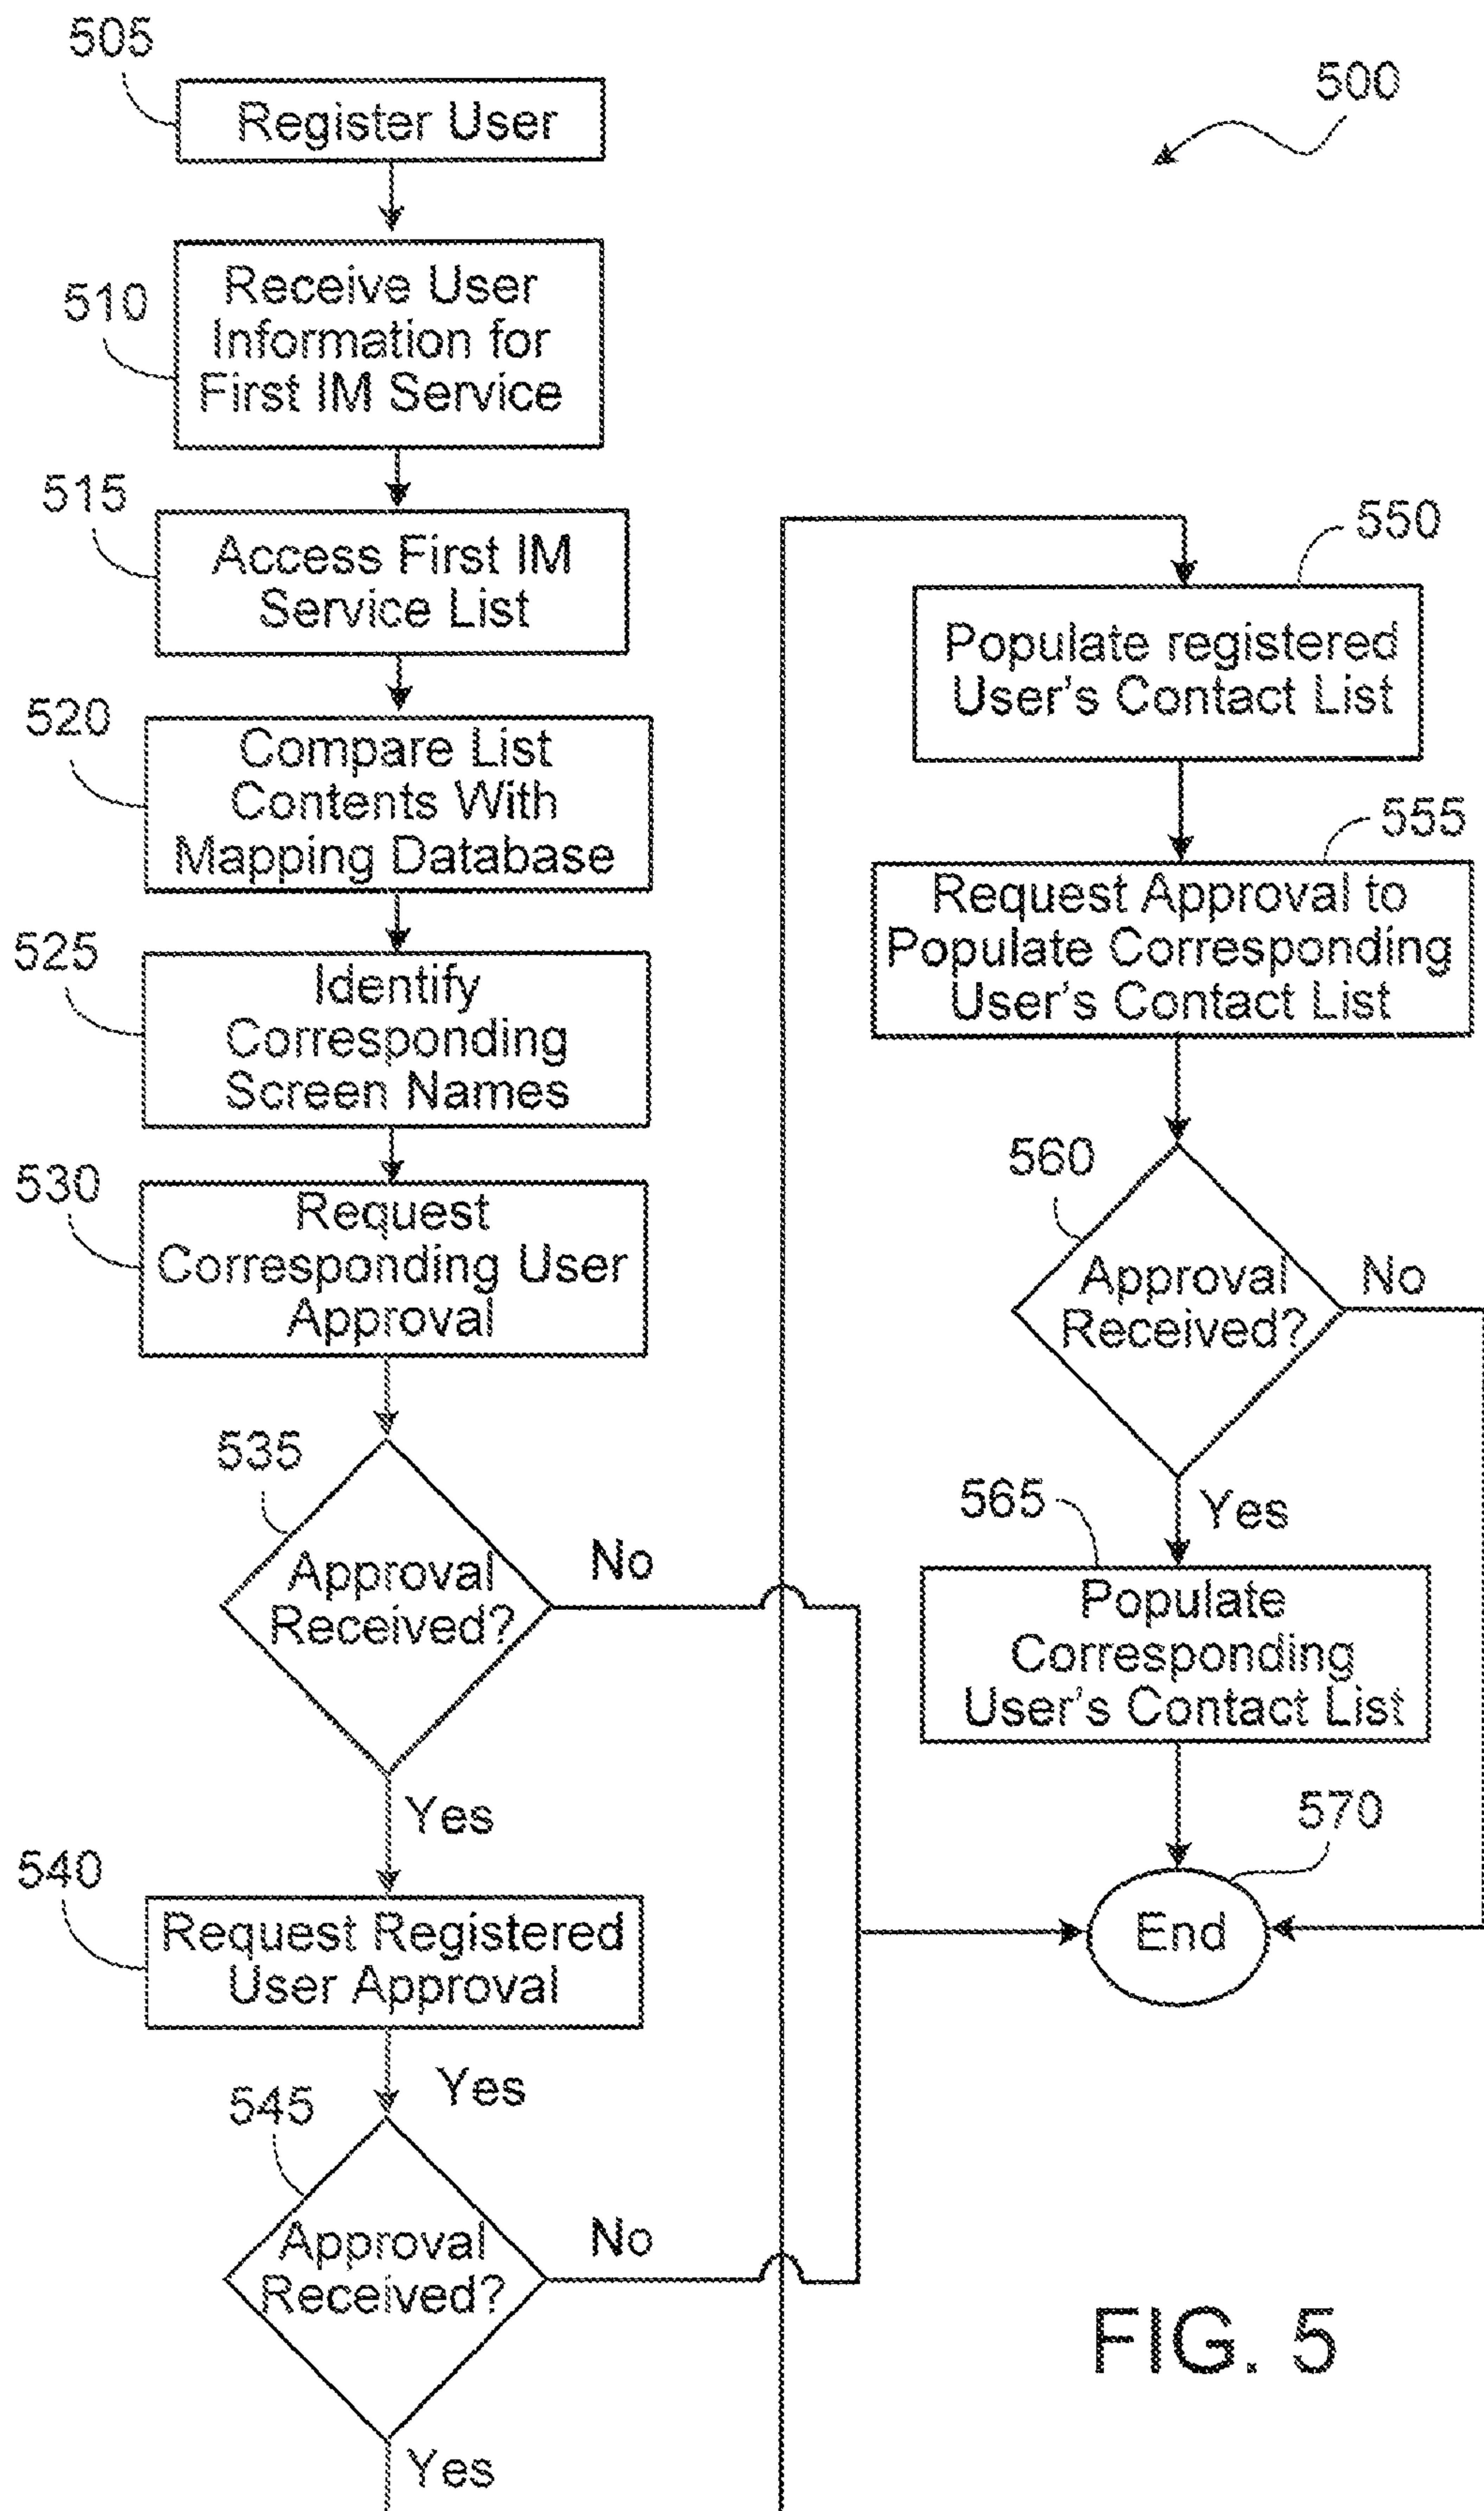 505
Register User
500
510
Receive User
Information for
First IM Service
515
Access First IM
Service List
520
Compare List
Contents With
Mapping Database
525
Identify
Corresponding
Screen Names
530
Request
Corresponding User
Approval
535
Approval
Received?
No
Yes
540
Request Registered
User Approval
Yes
545
Approval
Received?
No
Yes
550
Populate registered
User's Contact List
555
Request Approval to
Populate Corresponding
User's Contact List
560
Approval
Received?
No
Yes
565
Populate
Corresponding
User's Contact List
570
End
FIG. 5